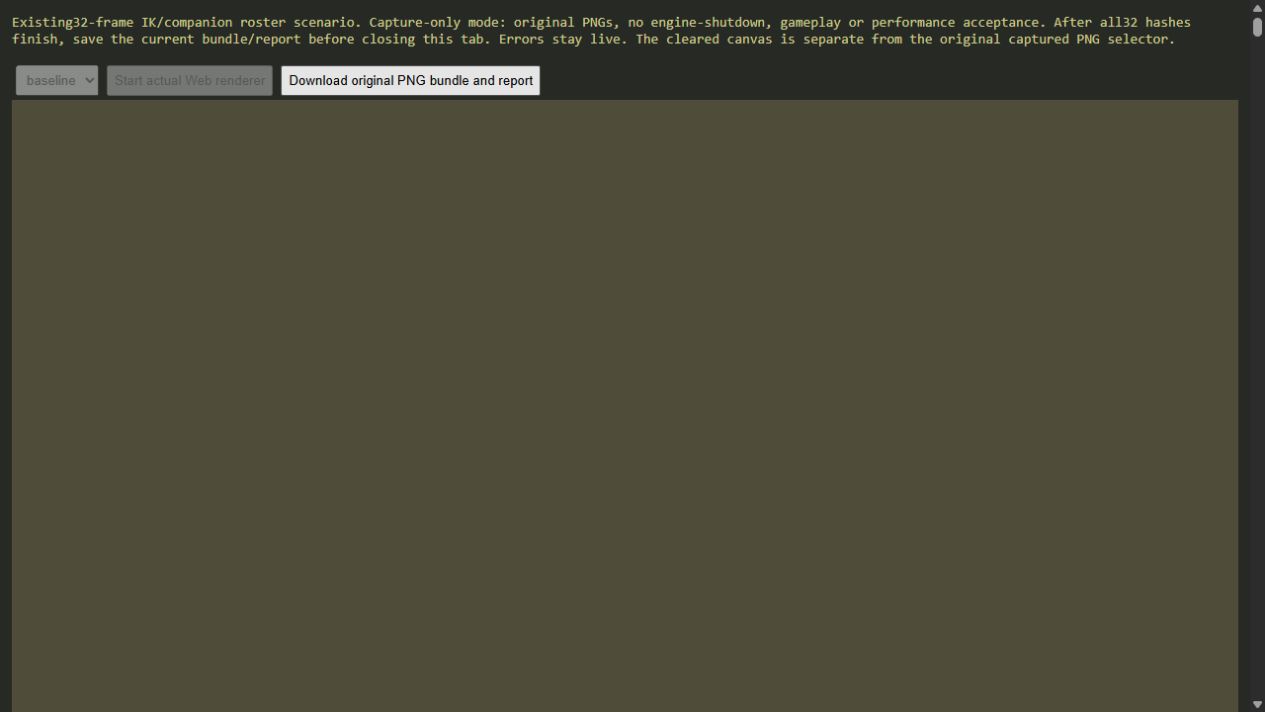 Existing32-frame IK/companion roster scenario. Capture-only mode: original PNGs, no engine-shutdown, gameplay or performance acceptance. After all32 hashes
finish, save the current bundle/report before closing this tab. Errors stay live. The cleared canvas is separate from the original captured PNG selector.
baseline Start actual Web renderer Download original PNG bundle and report